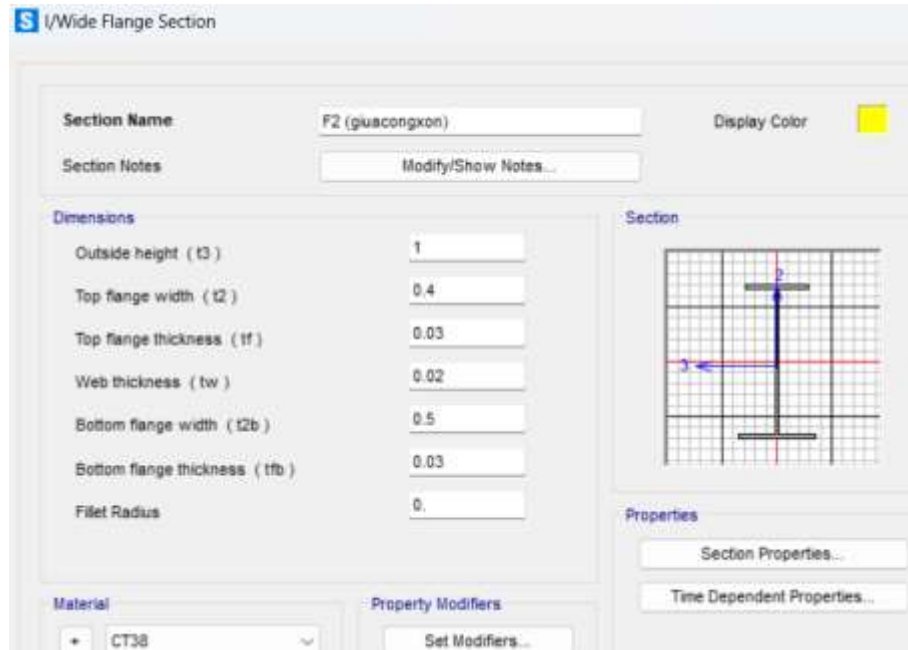 S I/Wide Flange Section
Section Name F2 (giuacongxon) Display Color
Section Notes Modify/Show Notes...
Dimensions
Outside height ( t3 ) 1
Top flange width ( t2 ) 0.4
Top flange thickness ( tf ) 0.03
Web thickness ( tw ) 0.02
Bottom flange width ( t2b ) 0.5
Bottom flange thickness ( tfb ) 0.03
Fillet Radius 0.
Section
2
3
Properties
Section Properties...
Time Dependent Properties...
Material
+ CT38
Property Modifiers
Set Modifiers...